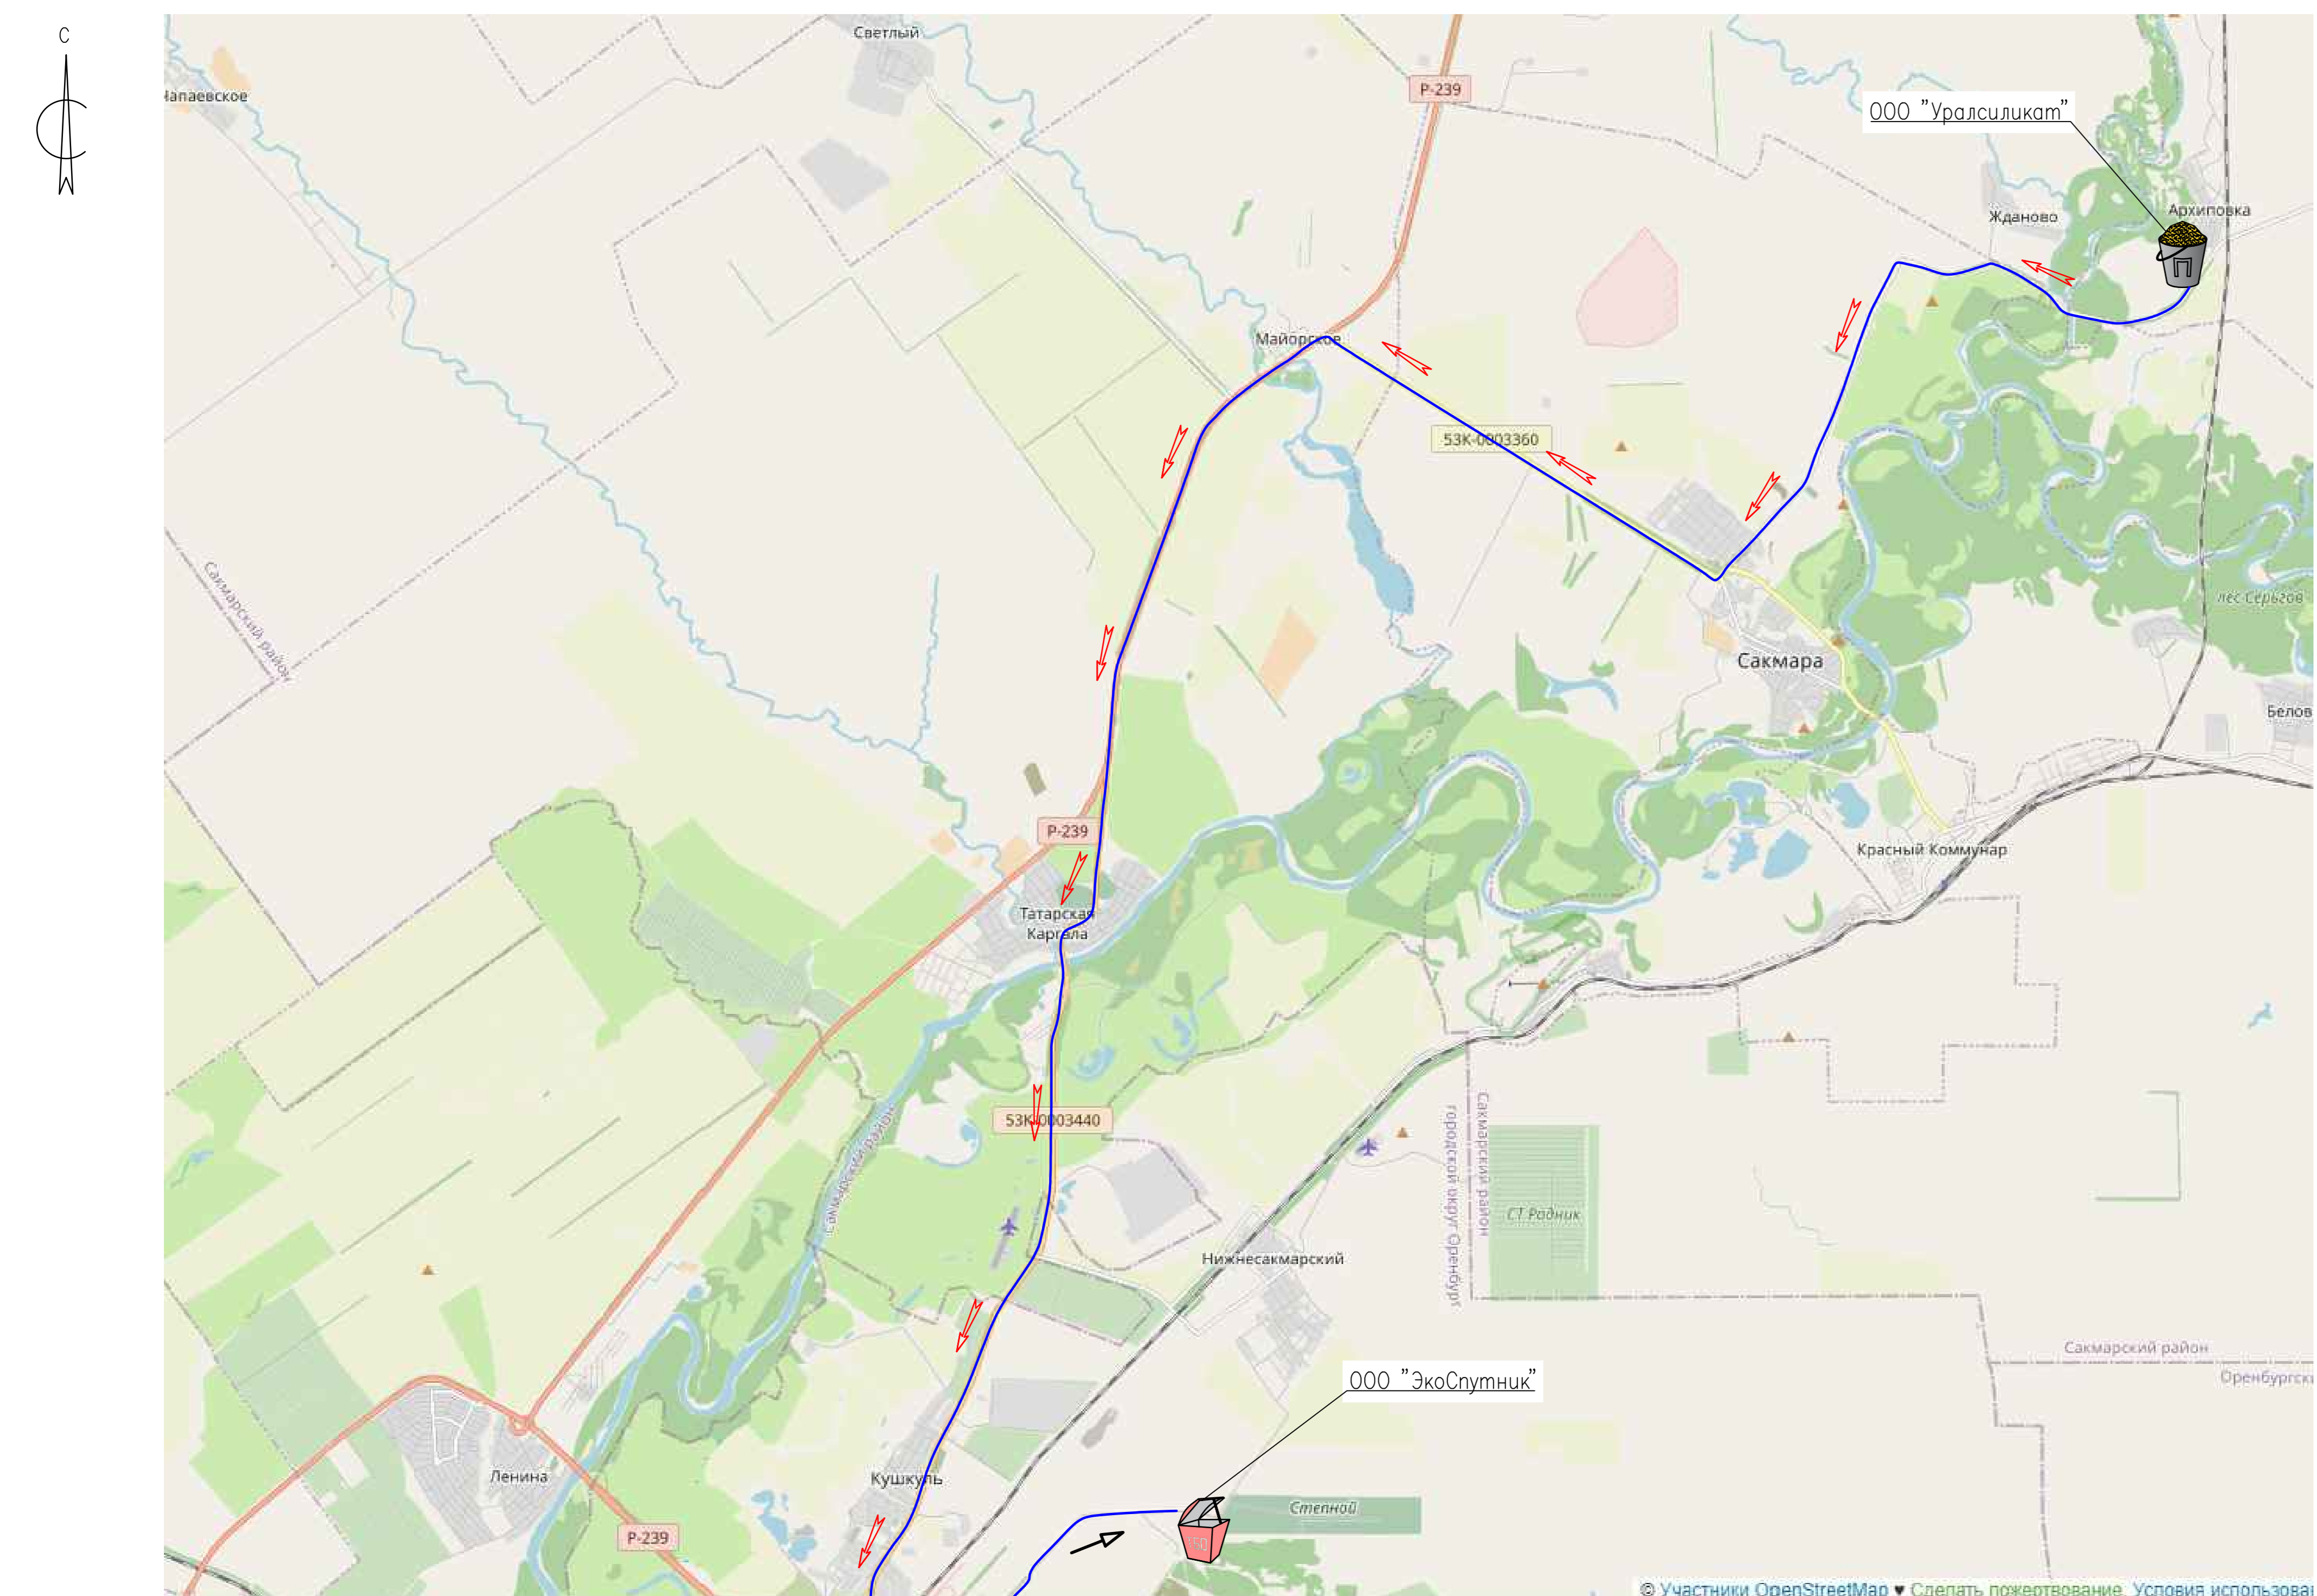 С
Светлый
Чапаевское
Р-239
ООО "Уралсиликат"
Архиповка
Жданово
Майорское
53К-0003360
Сакмарский район
лес Серьгов
Сакмара
Белов
Р-239
Красный Коммунар
Татарская
Каргала
53К-0003440
Сакмарский район
Сакмарский район
городской округ Оренбург
СТ Родник
Нижнесакмарский
Сакмарский район
Оренбургски
ООО "ЭкоСпутник"
Ленина
Кушкуль
Степной
Р-239
П
© Участники OpenStreetMap ♥ Сделать пожертвование. Условия использован